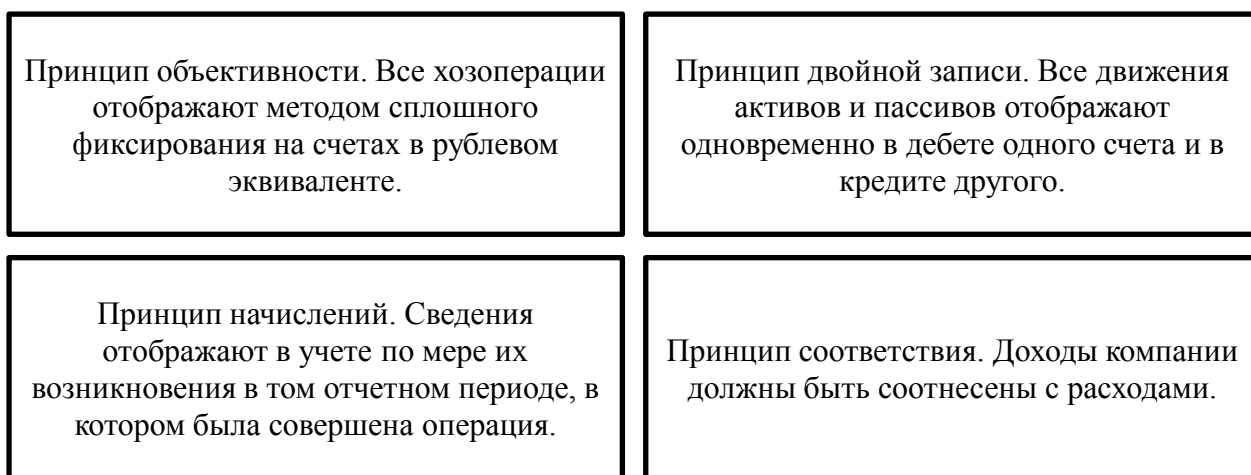 Принцип объективности. Все хозоперации
отображают методом сплошного
фиксирования на счетах в рублевом
эквиваленте.
Принцип двойной записи. Все движения
активов и пассивов отображают
одновременно в дебете одного счета и в
кредите другого.
Принцип начислений. Сведения
отображают в учете по мере их
возникновения в том отчетном периоде, в
котором была совершена операция.
Принцип соответствия. Доходы компании
должны быть соотнесены с расходами.